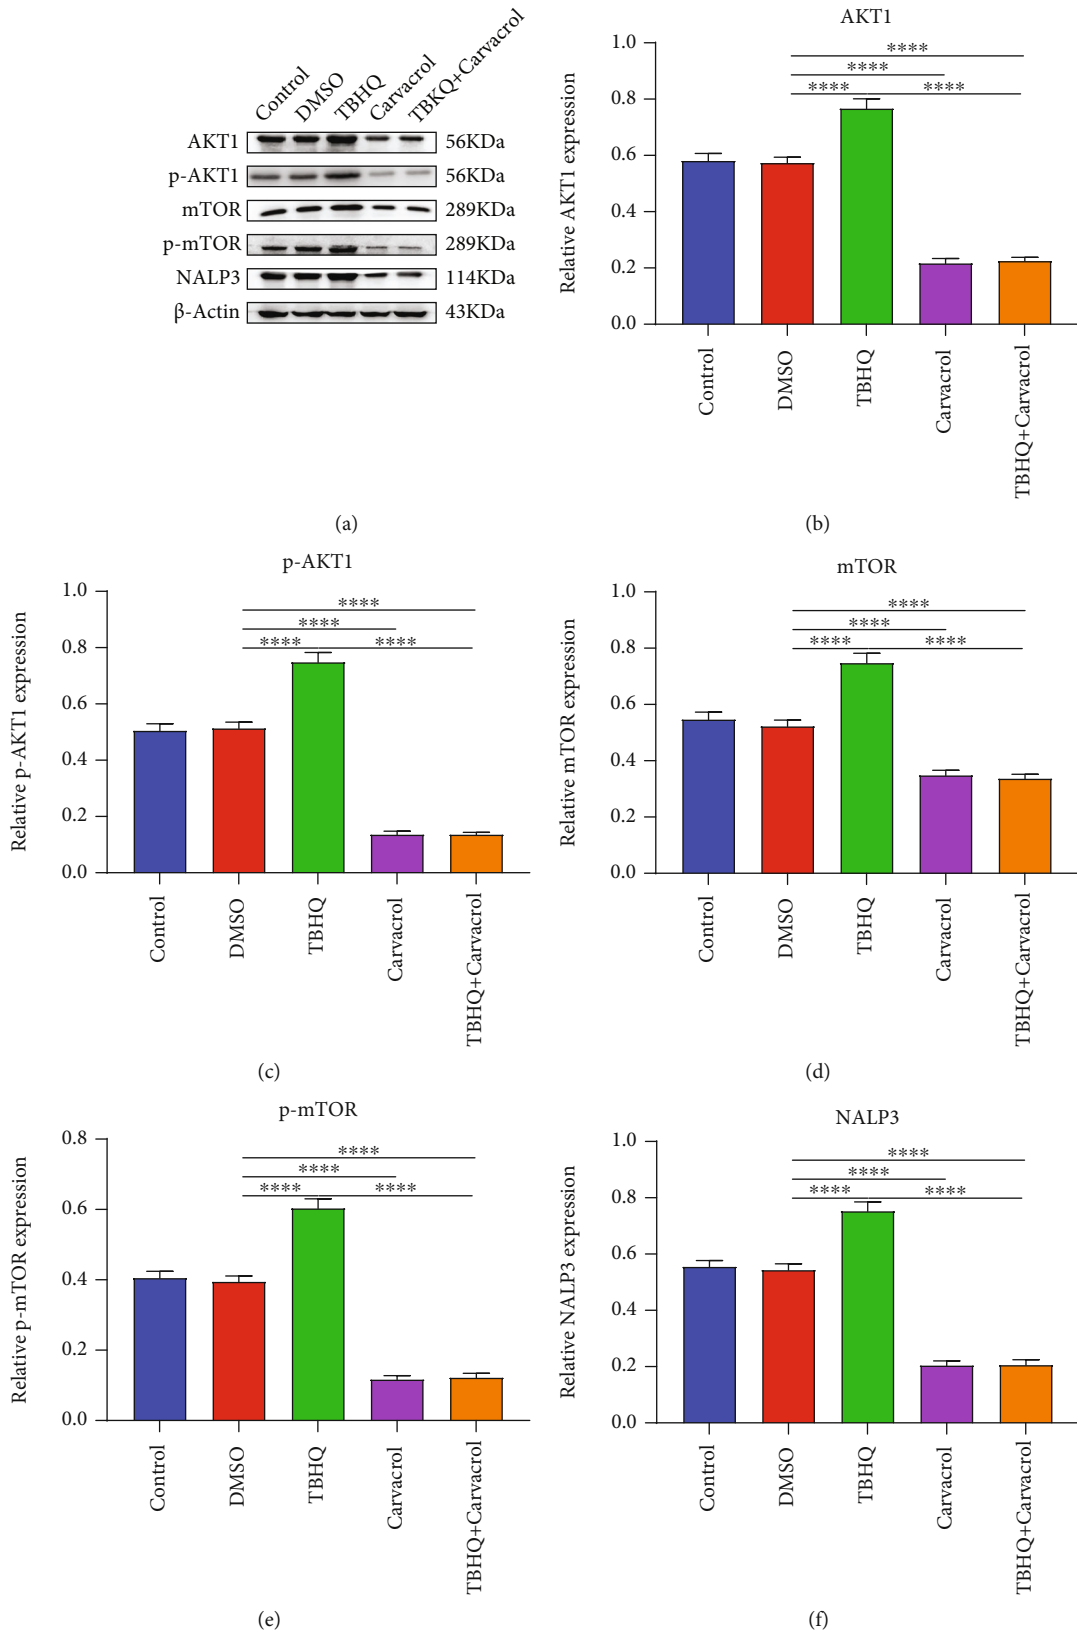 Control
DMSO
TBHQ
Carvacrol
TBKQ+Carvacrol
AKT1 56KDa
p-AKT1 56KDa
mTOR 289KDa
p-mTOR 289KDa
NALP3 114KDa
β-Actin 43KDa
(a)
AKT1
Relative AKT1 expression
1.0
0.8
0.6
0.4
0.2
0.0
****
****
**** ****
Control
DMSO
TBHQ
Carvacrol
TBHQ+Carvacrol
(b)
p-AKT1
Relative p-AKT1 expression
1.0
0.8
0.6
0.4
0.2
0.0
****
****
**** ****
Control
DMSO
TBHQ
Carvacrol
TBHQ+Carvacrol
(c)
mTOR
Relative mTOR expression
1.0
0.8
0.6
0.4
0.2
0.0
****
****
**** ****
Control
DMSO
TBHQ
Carvacrol
TBHQ+Carvacrol
(d)
p-mTOR
Relative p-mTOR expression
0.8
0.6
0.4
0.2
0.0
****
****
**** ****
Control
DMSO
TBHQ
Carvacrol
TBHQ+Carvacrol
(e)
NALP3
Relative NALP3 expression
1.0
0.8
0.6
0.4
0.2
0.0
****
****
**** ****
Control
DMSO
TBHQ
Carvacrol
TBHQ+Carvacrol
(f)